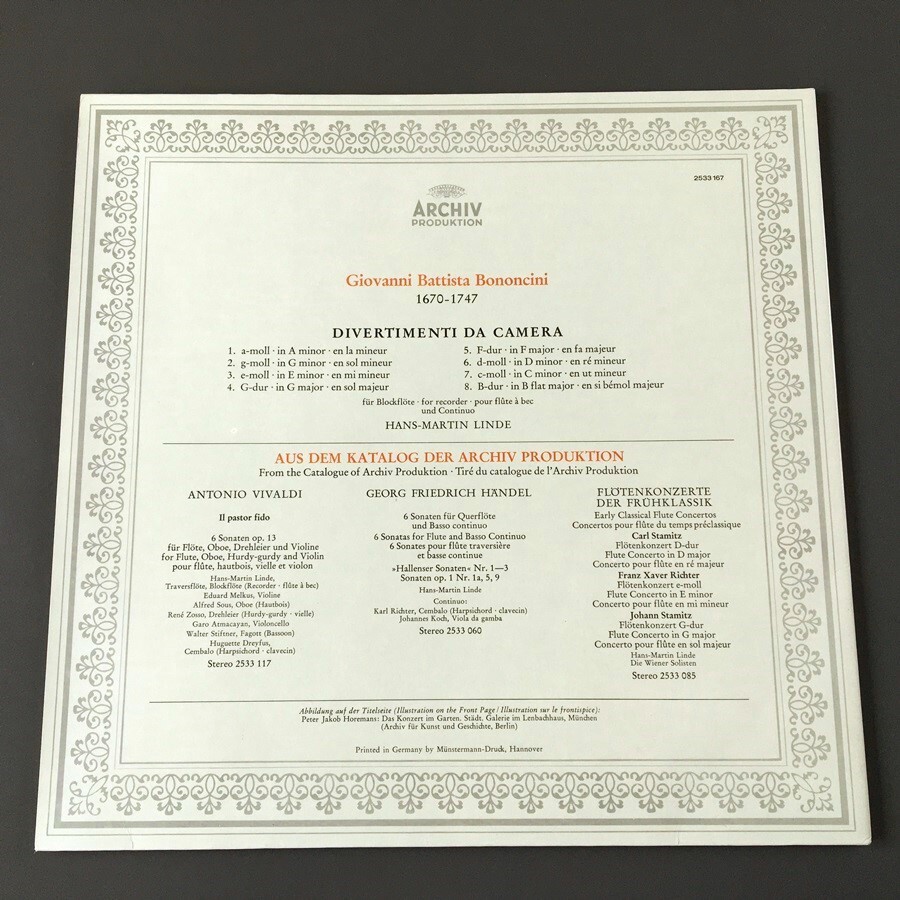 2533 167
ARCHIV
PRODUKTION
Giovanni Battista Bononcini
1670-1747
DIVERTIMENTI DA CAMERA
1. a-moll · in A minor · en la mineur
2. g-moll · in G minor · en sol mineur
3. e-moll · in E minor · en mi mineur
4. G-dur · in G major · en sol majeur
5. F-dur · in F major · en fa majeur
6. d-moll · in D minor · en ré mineur
7. c-moll · in C minor · en ut mineur
8. B-dur · in B flat major · en si bémol majeur
für Blockflöte · for recorder · pour flûte à bec
und Continuo
HANS-MARTIN LINDE
AUS DEM KATALOG DER ARCHIV PRODUKTION
From the Catalogue of Archiv Produktion · Tiré du catalogue de l'Archiv Produktion
ANTONIO VIVALDI
Il pastor fido
6 Sonaten op. 13
für Flöte, Oboe, Drehleier und Violine
for Flute, Oboe, Hurdy-gurdy and Violin
pour flûte, hautbois, vielle et violon
Hans-Martin Linde,
Traversflöte, Blockflöte (Recorder · flûte à bec)
Eduard Melkus, Violine
Alfred Sous, Oboe (Hautbois)
René Zosso, Drehleier (Hurdy-gurdy · vielle)
Garo Atmacayan, Violoncello
Walter Stiftner, Fagott (Bassoon)
Huguette Dreyfus,
Cembalo (Harpsichord · clavecin)
Stereo 2533 117
GEORG FRIEDRICH HÄNDEL
6 Sonaten für Querflöte
und Basso continuo
6 Sonatas for Flute and Basso Continuo
6 Sonates pour flûte traversière
et basse continue
»Hallenser Sonaten« Nr. 1—3
Sonaten op. 1 Nr. 1a, 5, 9
Hans-Martin Linde
Continuo:
Karl Richter, Cembalo (Harpsichord · clavecin)
Johannes Koch, Viola da gamba
Stereo 2533 060
FLÖTENKONZERTE
DER FRÜHKLASSIK
Early Classical Flute Concertos
Concertos pour flûte du temps préclassique
Carl Stamitz
Flötenkonzert D-dur
Flute Concerto in D major
Concerto pour flûte en ré majeur
Franz Xaver Richter
Flötenkonzert e-moll
Flute Concerto in E minor
Concerto pour flûte en mi mineur
Johann Stamitz
Flötenkonzert G-dur
Flute Concerto in G major
Concerto pour flûte en sol majeur
Hans-Martin Linde
Die Wiener Solisten
Stereo 2533 085
Abbildung auf der Titelseite (Illustration on the Front Page / Illustration sur le frontispice):
Peter Jakob Horemans: Das Konzert im Garten. Städt. Galerie im Lenbachhaus, München
(Archiv für Kunst und Geschichte, Berlin)
Printed in Germany by Münstermann-Druck, Hannover